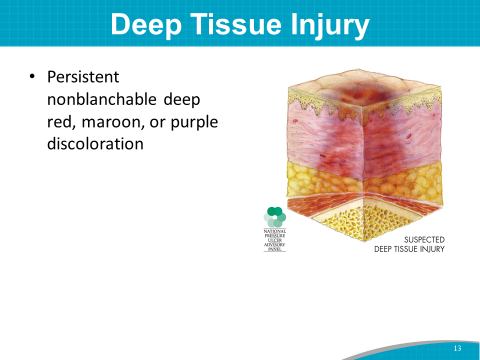 Deep Tissue Injury
• Persistent
nonblanchable deep
red, maroon, or purple
discoloration
NATIONAL
PRESSURE
ULCER
ADVISORY
PANEL
SUSPECTED
DEEP TISSUE INJURY
13